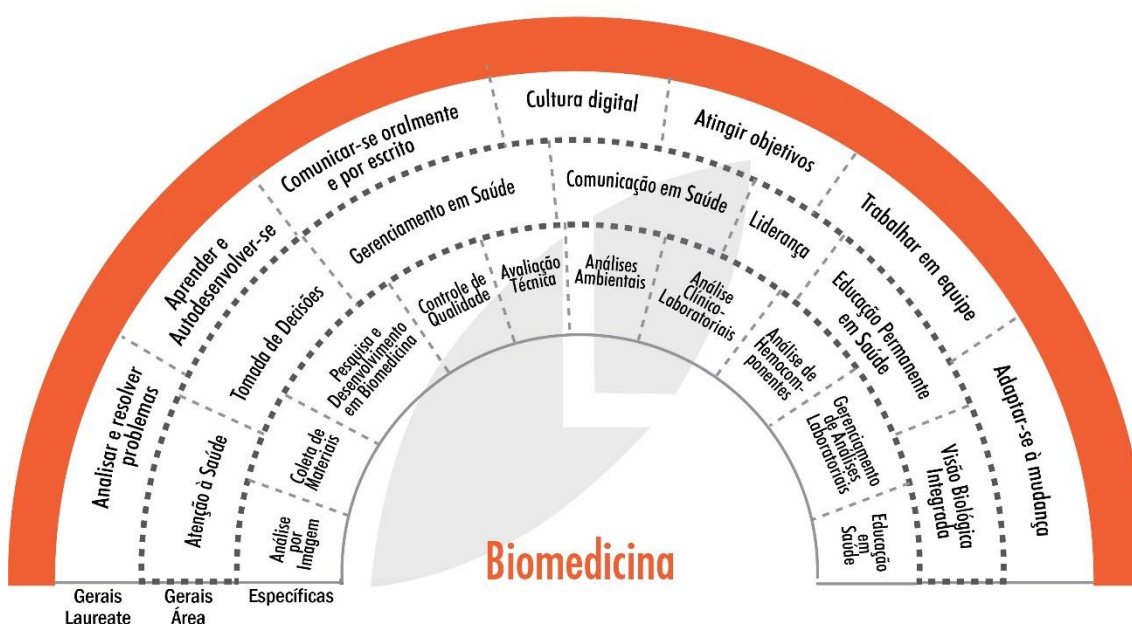 Analisar e resolver
problemas
Aprender e
Autodesenvolver-se
Comunicar-se oralmente
e por escrito
Cultura digital
Atingir objetivos
Trabalhar em equipe
Adaptar-se à mudança
Atenção à Saúde
Tomada de Decisões
Gerenciamento em Saúde
Comunicação em Saúde
Liderança
Educação Permanente
em Saúde
Visão Biológica
Integrada
Análise
por
Imagem
Coleta de
Materiais
Pesquisa e
Desenvolvimento
em Biomedicina
Controle de
Qualidade
Avaliação
Técnica
Análises
Ambientais
Análise
Clínico-
Laboratoriais
Análise de
Hemocom-
ponentes
Gerenciamento
de Análises
Laboratoriais
Educação
em
Saúde
Biomedicina
Gerais
Laureate
Gerais
Área
Específicas